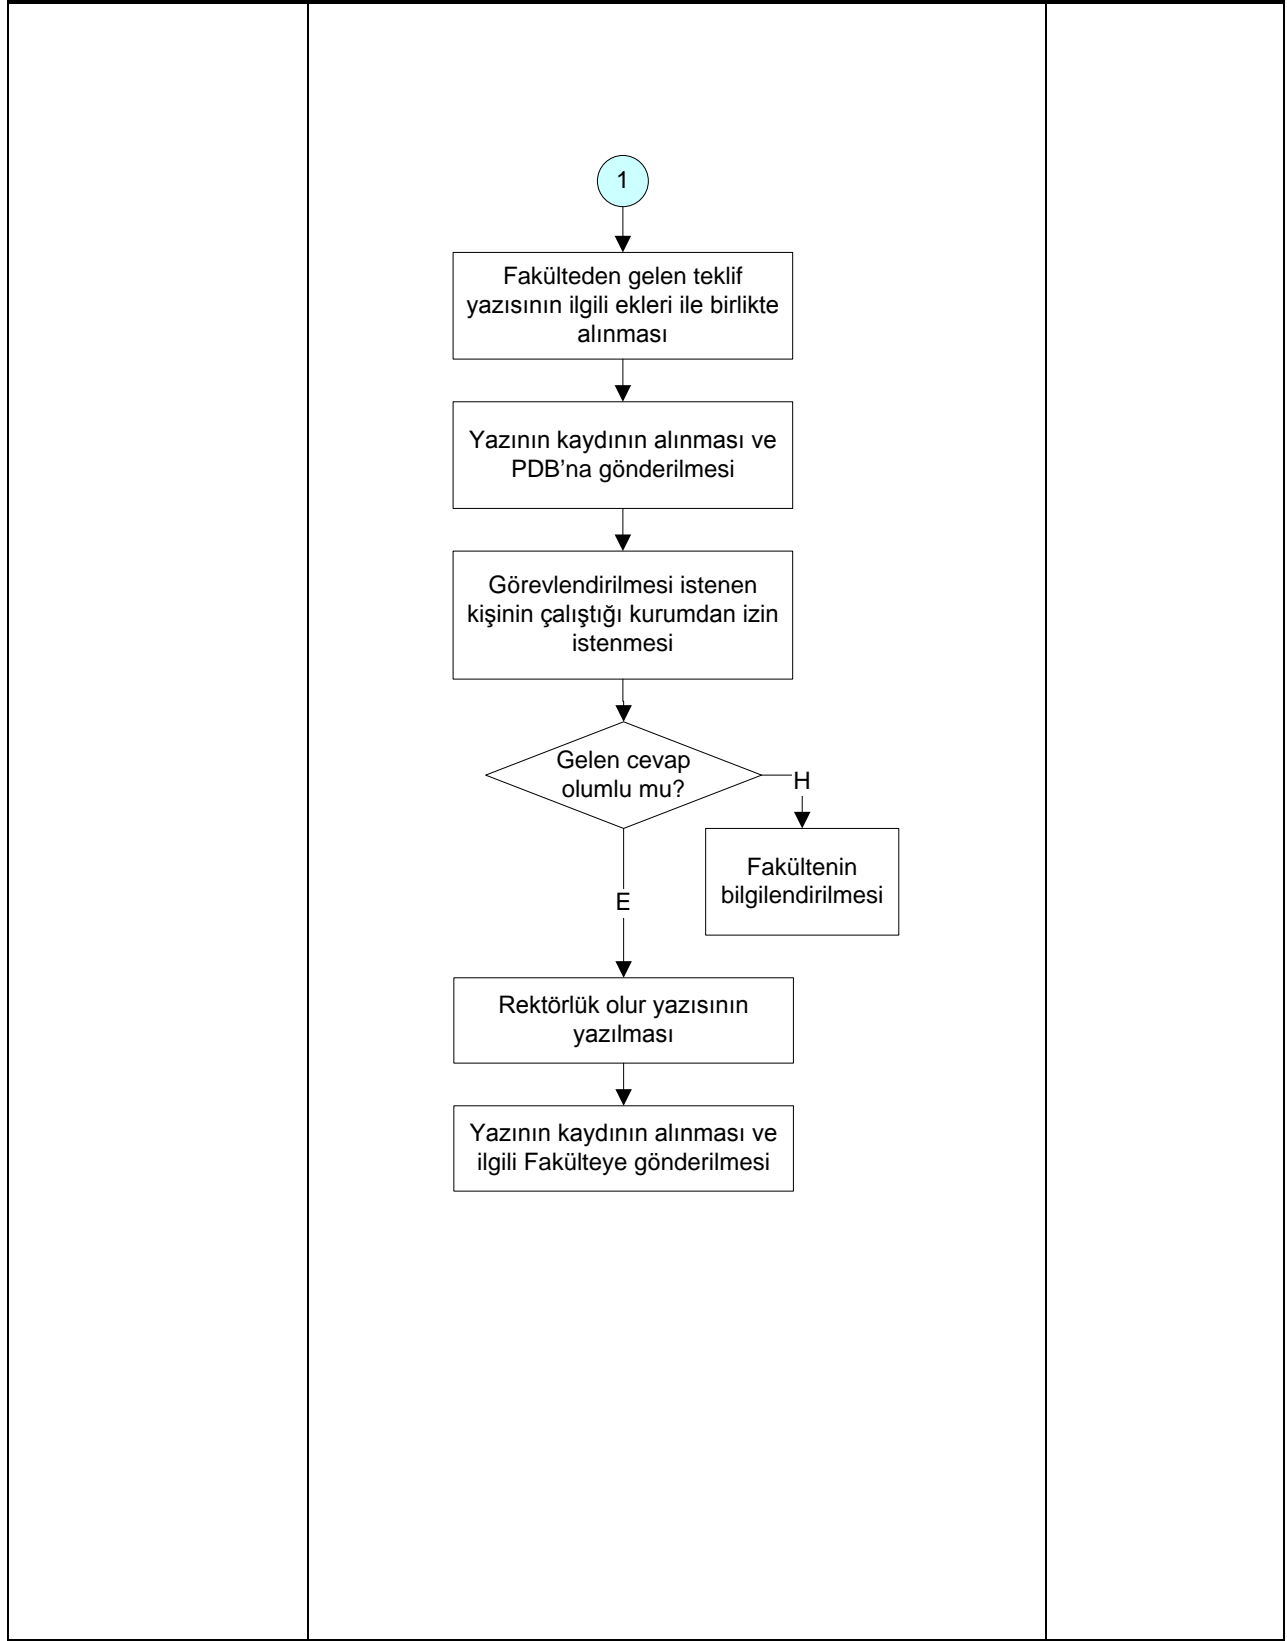 1
Fakülteden gelen teklif
yazısının ilgili ekleri ile birlikte
alınması
Yazının kaydının alınması ve
PDB’na gönderilmesi
Görevlendirilmesi istenen
kişinin çalıştığı kurumdan izin
istenmesi
Gelen cevap
olumlu mu?
H
Fakültenin
bilgilendirilmesi
E
Rektörlük olur yazısının
yazılması
Yazının kaydının alınması ve
ilgili Fakülteye gönderilmesi